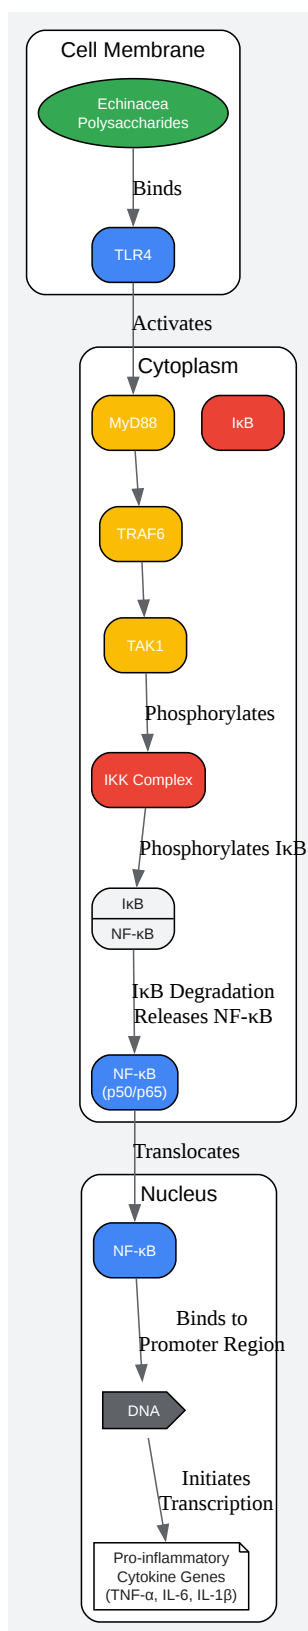 Cell Membrane
Echinacea
Polysaccharides
Binds
TLR4
Activates
Cytoplasm
MyD88
IκB
TRAF6
TAK1
Phosphorylates
IKK Complex
Phosphorylates IκB
IκB
NF-κB
IκB Degradation
Releases NF-κB
NF-κB
(p50/p65)
Translocates
Nucleus
NF-κB
Binds to
Promoter Region
DNA
Initiates
Transcription
Pro-inflammatory
Cytokine Genes
(TNF-α, IL-6, IL-1β)